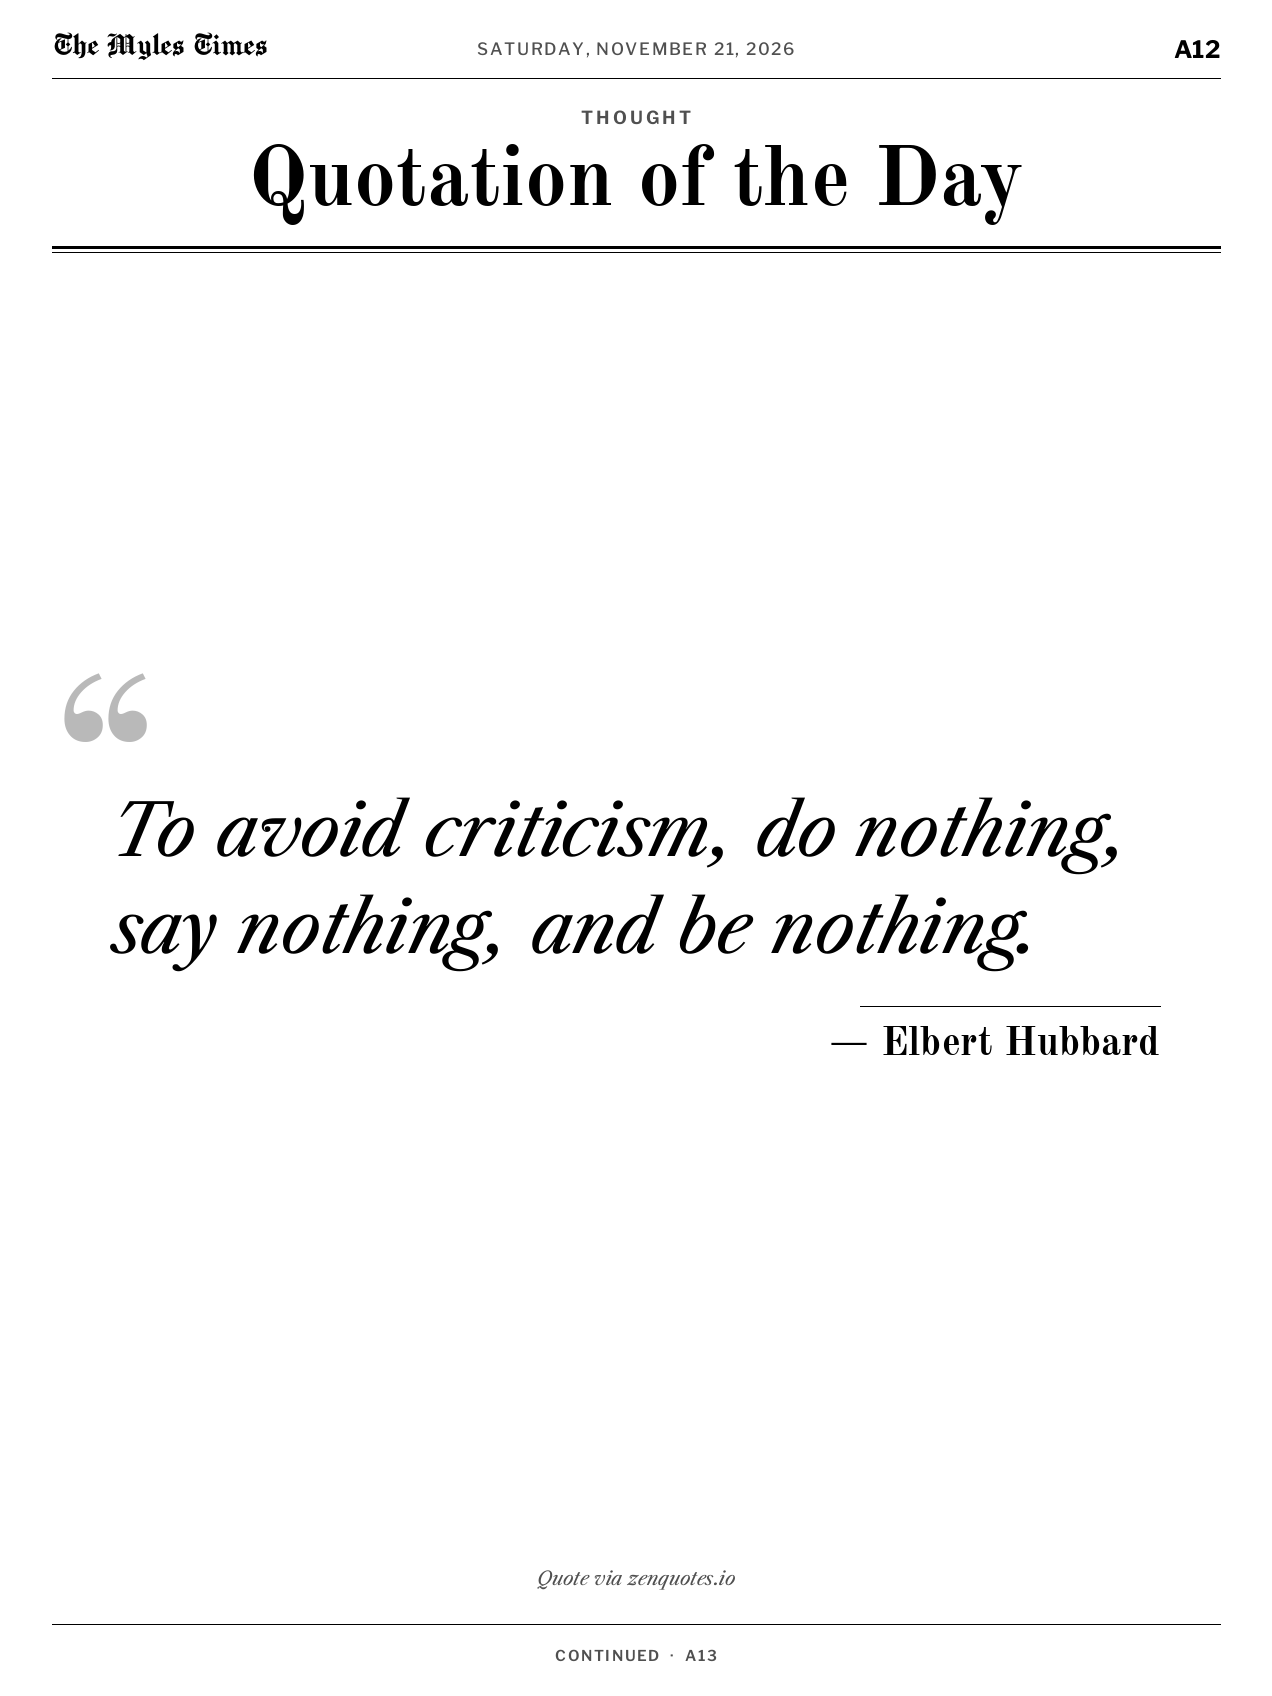 The Myles Times
SATURDAY, NOVEMBER 21, 2026
A12
THOUGHT
Quotation of the Day
“
To avoid criticism, do nothing,
say nothing, and be nothing.
— Elbert Hubbard
Quote via zenquotes.io
CONTINUED · A13